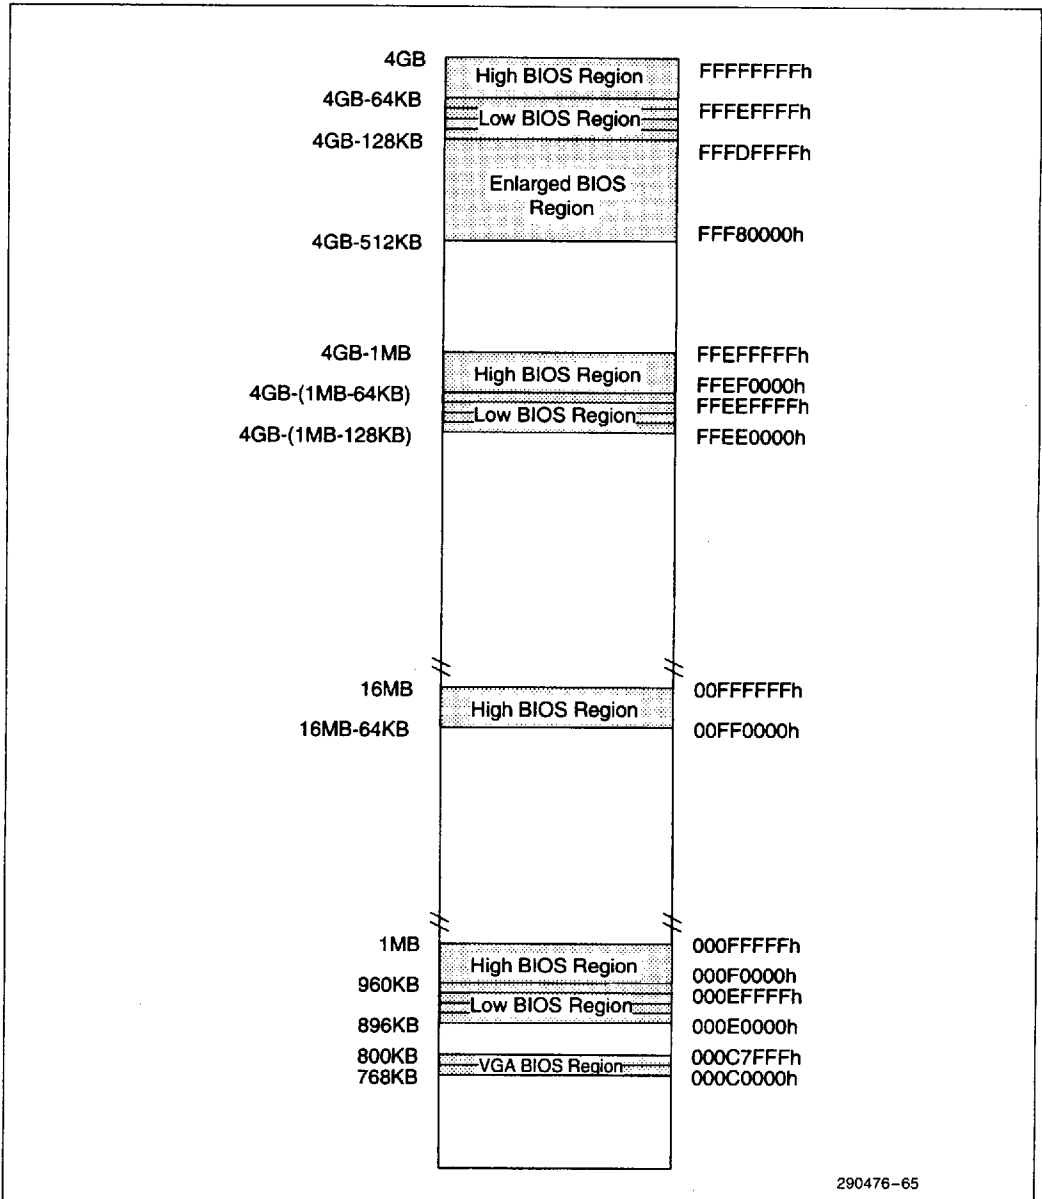 4GB High BIOS Region FFFFFFFFh
4GB-64KB Low BIOS Region FFFEFFFFh
4GB-128KB FFFDFFFFh
Enlarged BIOS
Region
4GB-512KB FFF80000h
4GB-1MB FFEFFFFFh
High BIOS Region FFEF0000h
4GB-(1MB-64KB) FFEEFFFFh
Low BIOS Region
4GB-(1MB-128KB) FFEE0000h
16MB 00FFFFFFh
High BIOS Region
16MB-64KB 00FF0000h
1MB 000FFFFFh
High BIOS Region 000F0000h
960KB 000EFFFFh
Low BIOS Region
896KB 000E0000h
800KB 000C7FFFh
VGA BIOS Region
768KB 000C0000h
290476-65